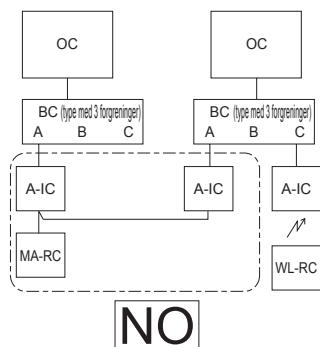 OC OC
BC (type med 3 forgreninger) BC (type med 3 forgreninger)
A B C A B C
A-IC A-IC A-IC
MA-RC WL-RC
NO